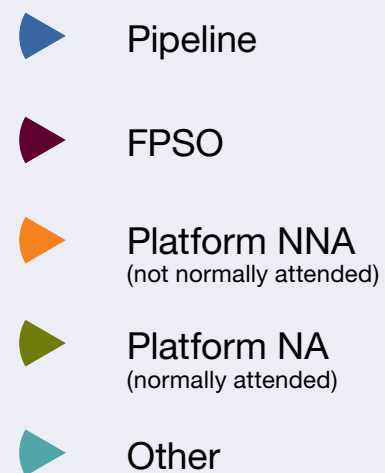 Pipeline
FPSO
Platform NNA
(not normally attended)
Platform NA
(normally attended)
Other